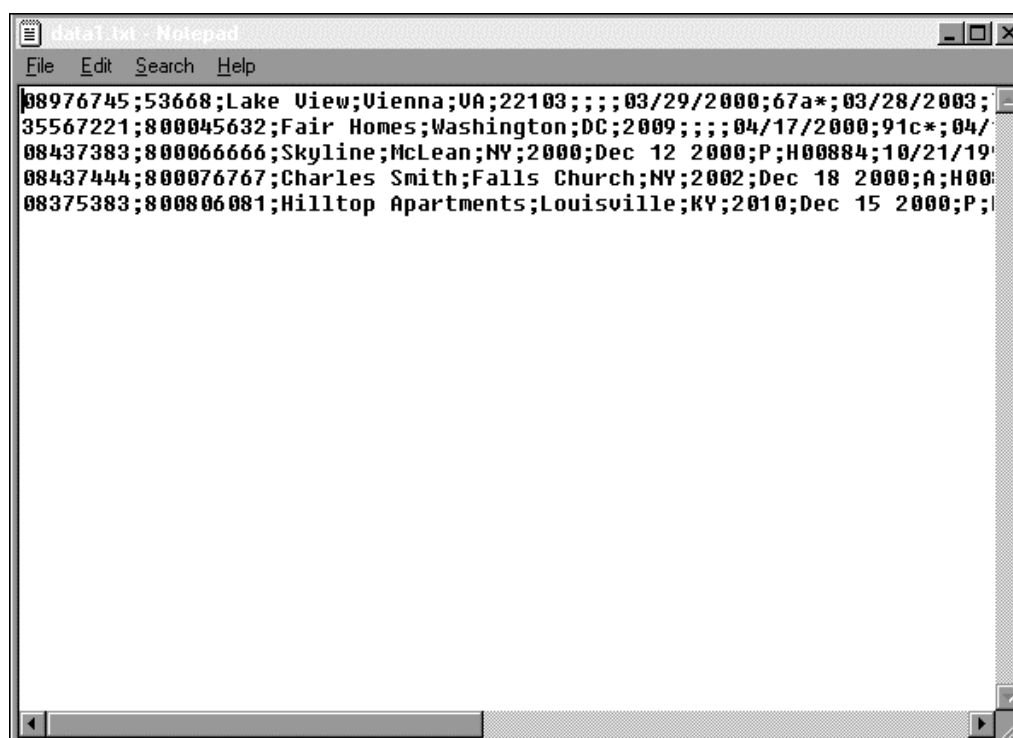 data1.txt - Notepad
File Edit Search Help
08976745;53668;Lake View;Vienna;VA;22103;;;;03/29/2000;67a*;03/28/2003;
35567221;800045632;Fair Homes;Washington;DC;2009;;;;04/17/2000;91c*;04/
08437383;800066666;Skyline;McLean;NY;2000;Dec 12 2000;P;H00884;10/21/19
08437444;800076767;Charles Smith;Falls Church;NY;2002;Dec 18 2000;A;H00
08375383;800806081;Hilltop Apartments;Louisville;KY;2010;Dec 15 2000;P;